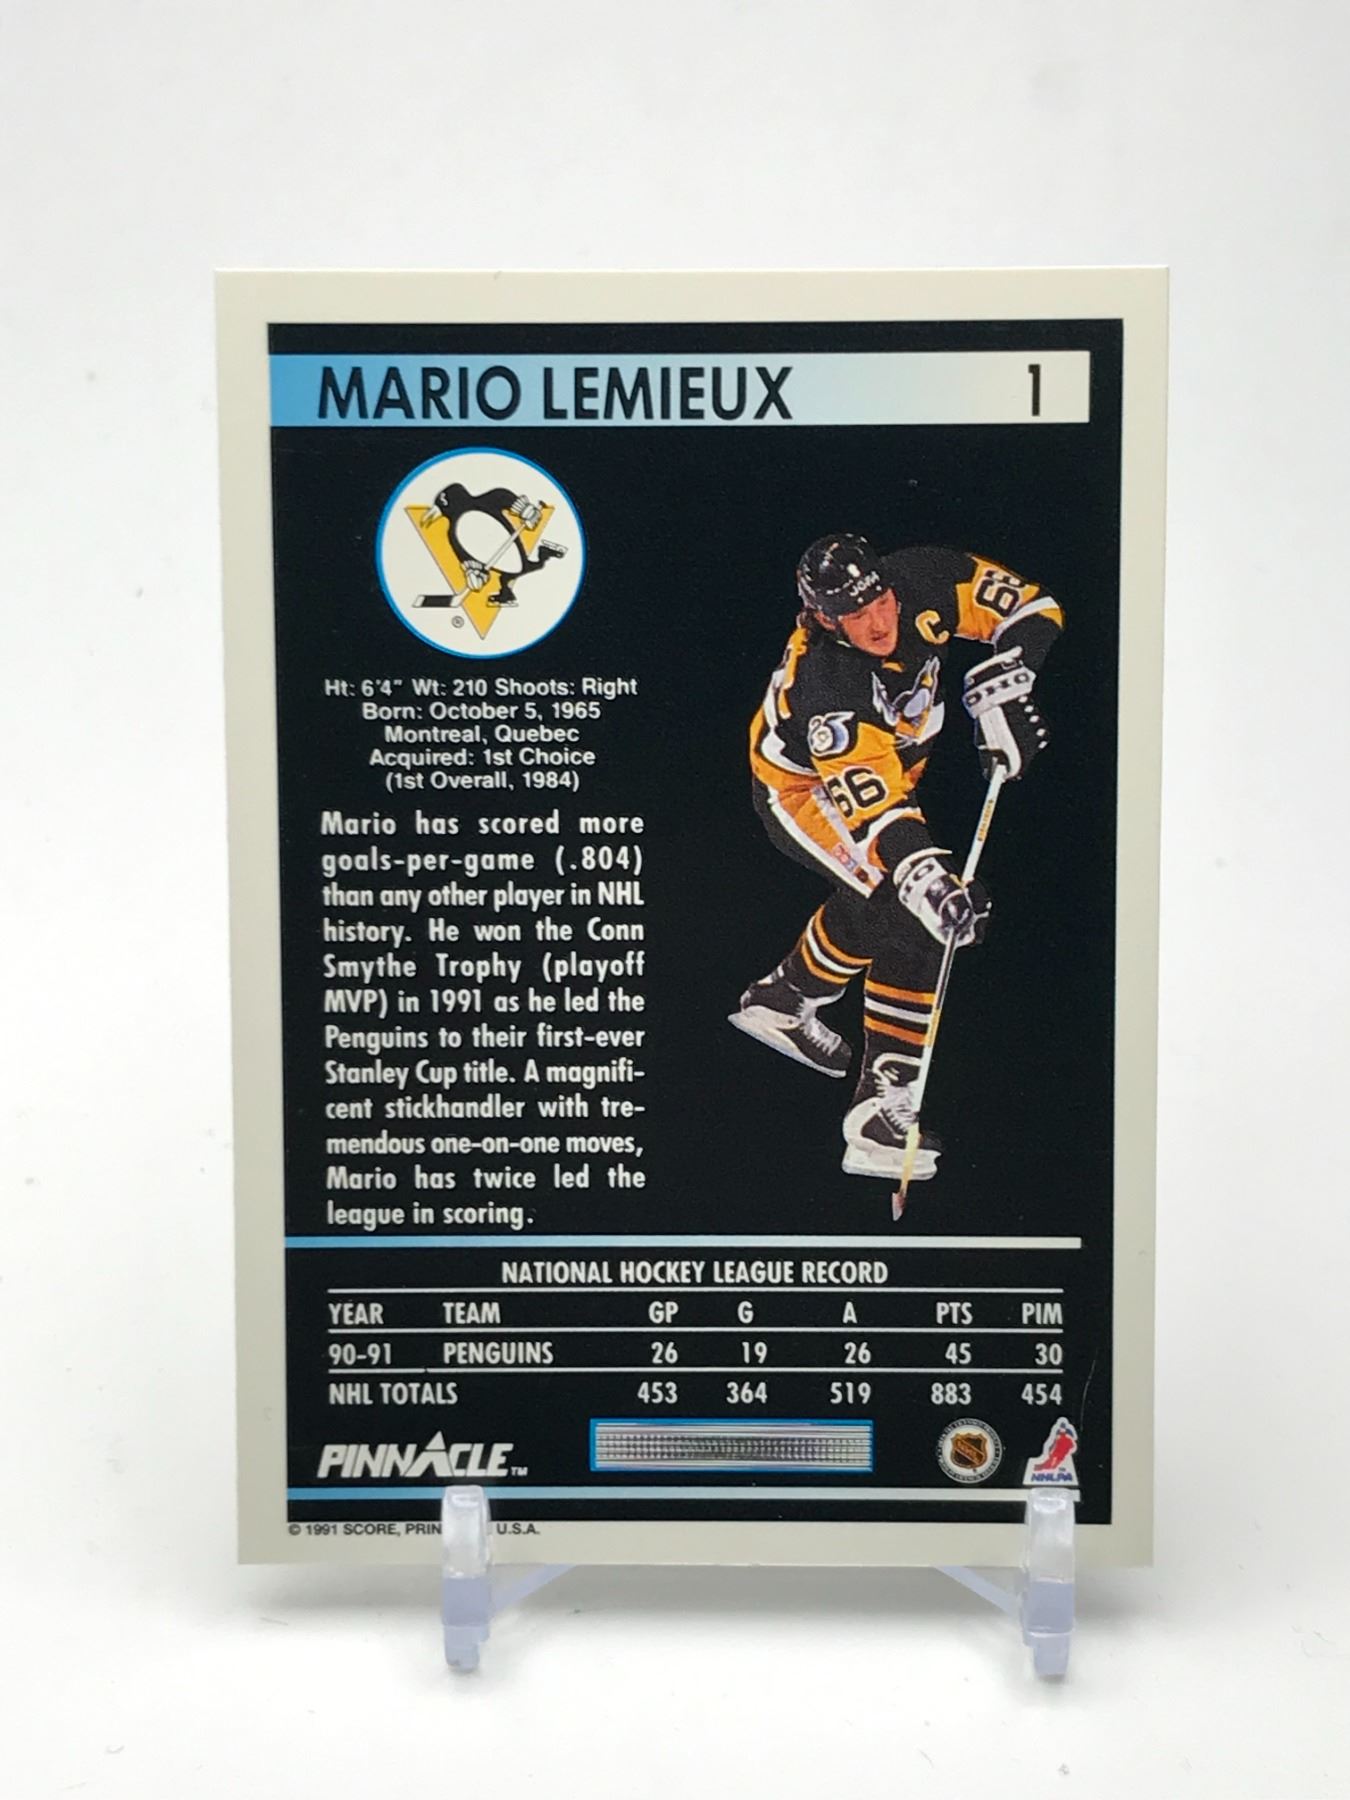 MARIO LEMIEUX 1
®
Ht: 6'4" Wt: 210 Shoots: Right
Born: October 5, 1965
Montreal, Quebec
Acquired: 1st Choice
(1st Overall, 1984)
Mario has scored more
goals-per-game (.804)
than any other player in NHL
history. He won the Conn
Smythe Trophy (playoff
MVP) in 1991 as he led the
Penguins to their first-ever
Stanley Cup title. A magnifi-
cent stickhandler with tre-
mendous one-on-one moves,
Mario has twice led the
league in scoring.
JOFA
C
66
66
25
NATIONAL HOCKEY LEAGUE RECORD
YEAR TEAM GP G A PTS PIM
90-91 PENGUINS 26 19 26 45 30
NHL TOTALS 453 364 519 883 454
PINNACLE™
NHLPA
© 1991 SCORE, PRIN U.S.A.